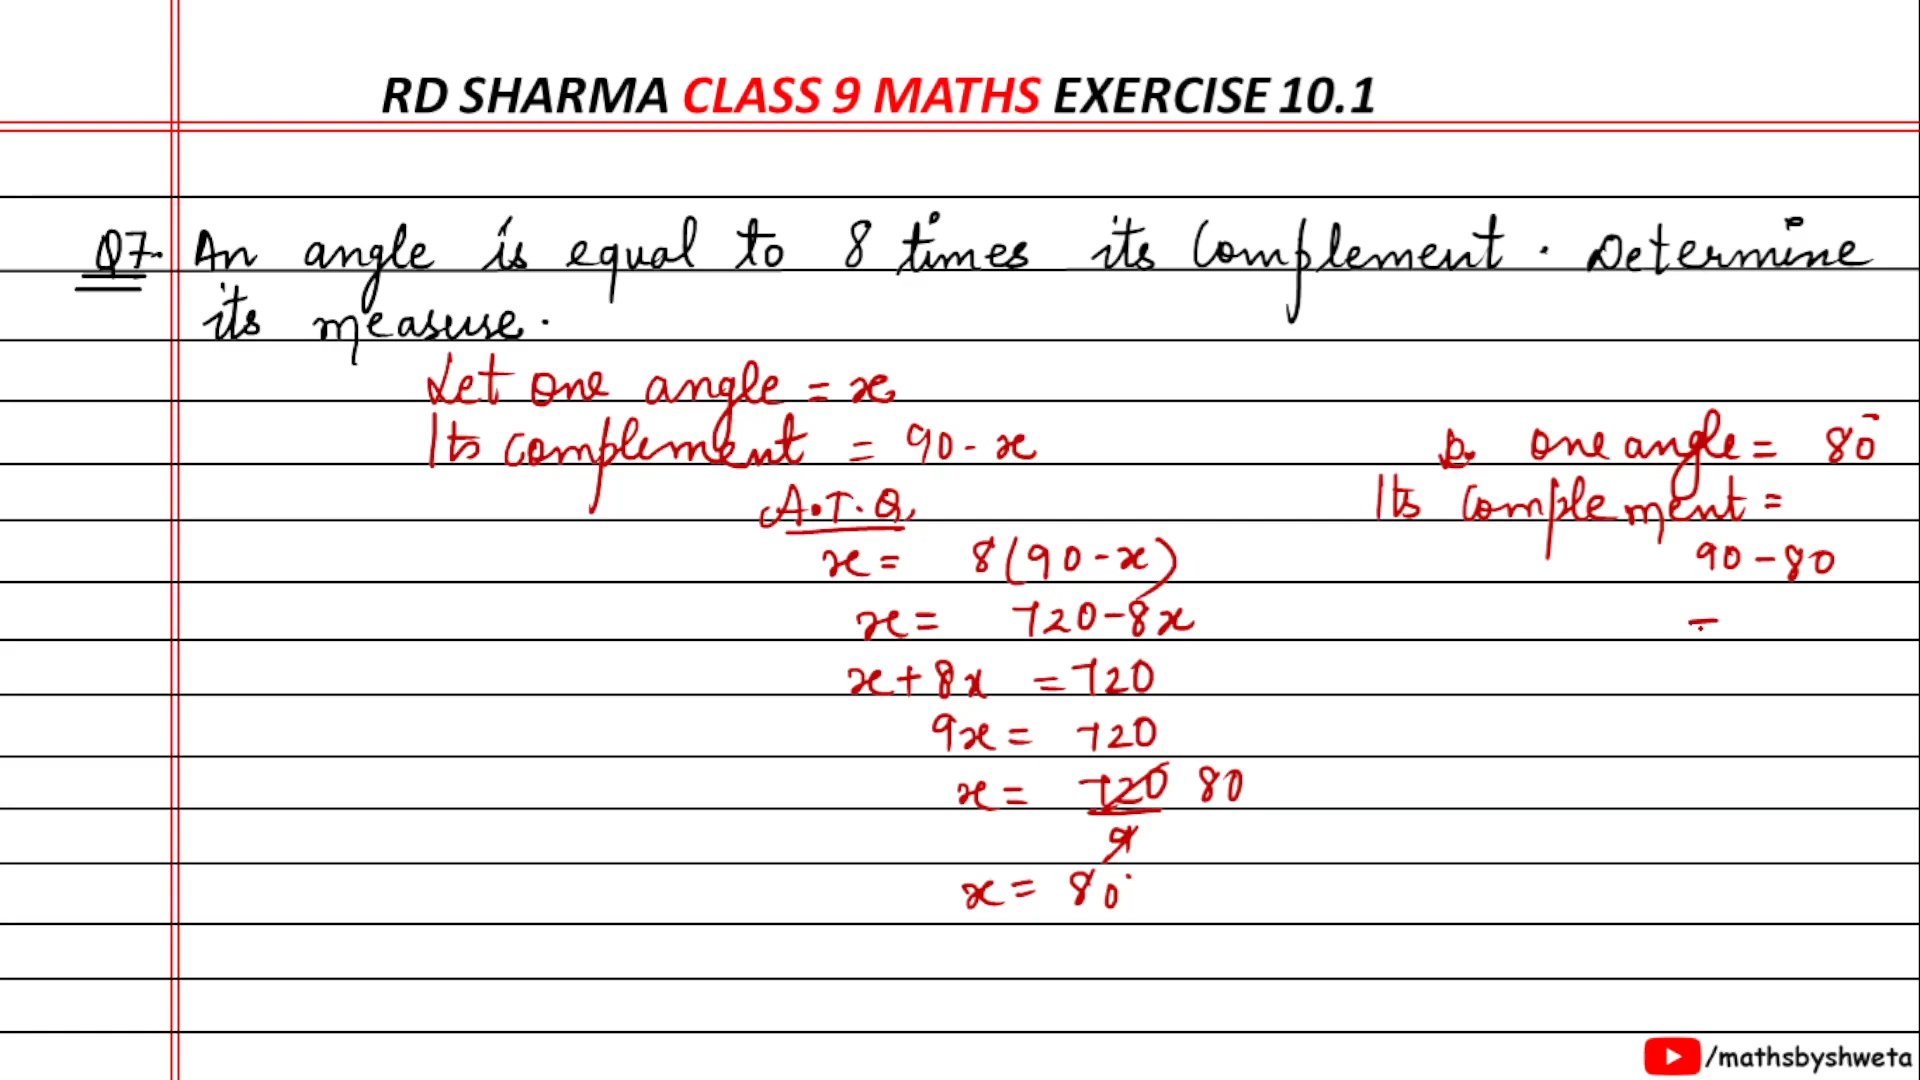 RD SHARMA CLASS 9 MATHS EXERCISE 10.1
Q7. An angle is equal to 8 times its complement. Determine
its measure.
Let one angle = x
Its complement = 90-x
A.T.Q,
x = 8(90-x)
x = 720-8x
x+8x = 720
9x = 720
x = 720/9 80
x = 80°
one angle = 80°
Its complement =
90-80
=
/mathsbyshweta